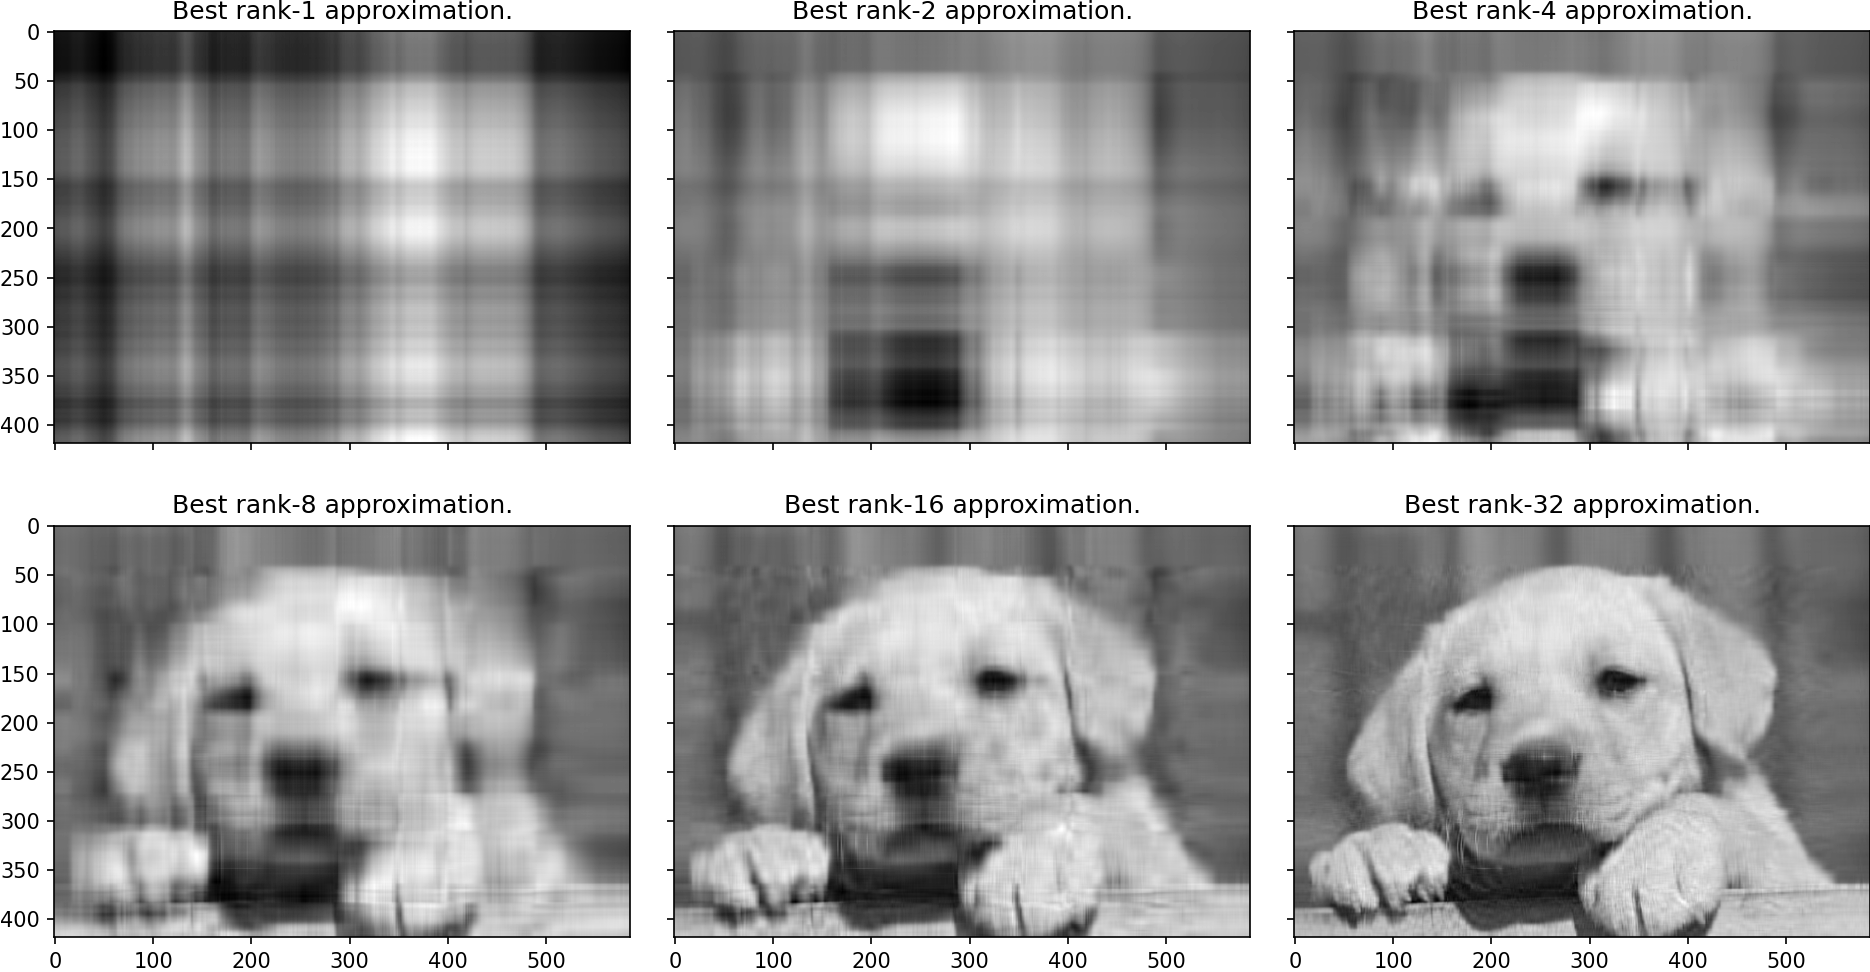 Best rank-1 approximation.
Best rank-2 approximation.
Best rank-4 approximation.
0
50
100
150
200
250
300
350
400
Best rank-8 approximation.
Best rank-16 approximation.
Best rank-32 approximation.
0
50
100
150
200
250
300
350
400
0 100 200 300 400 500
0 100 200 300 400 500
0 100 200 300 400 500